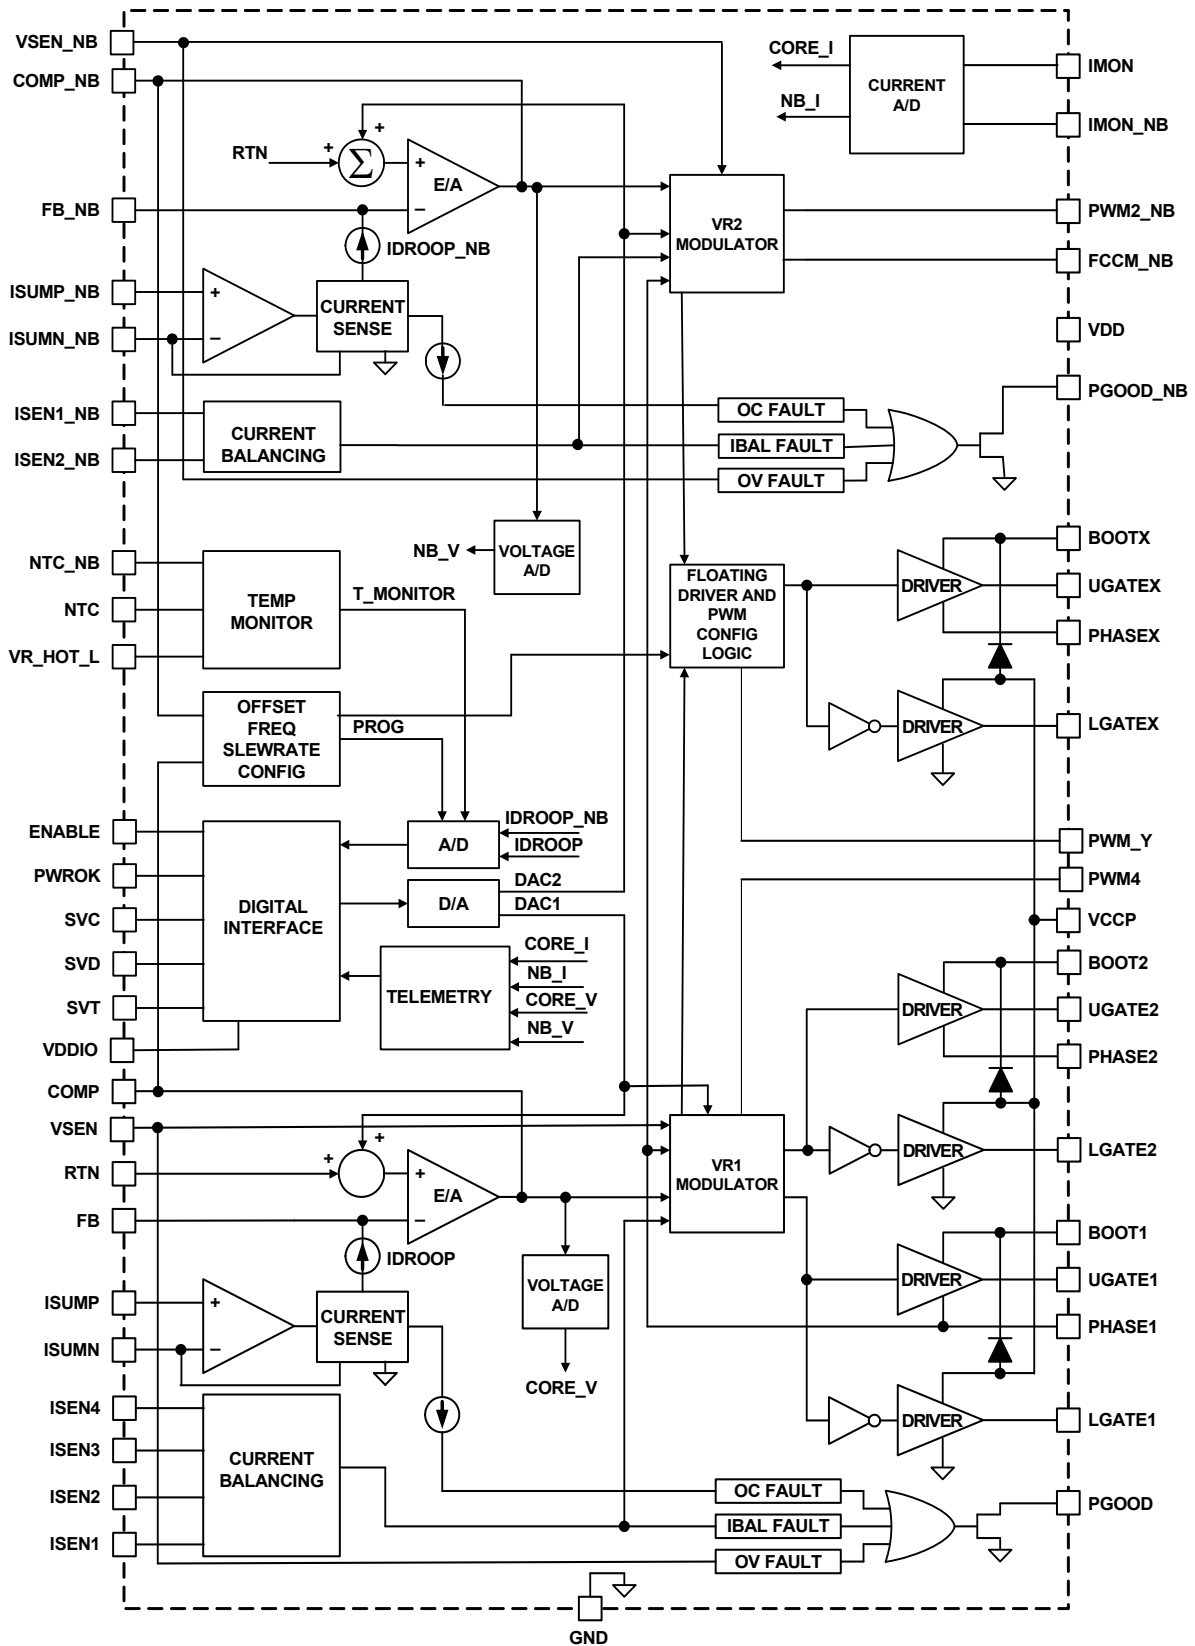 VSEN_NB
COMP_NB
CORE_I
NB_I
CURRENT
A/D
IMON
IMON_NB
RTN
+
+
Σ
+
−
E/A
FB_NB
IDROOP_NB
VR2
MODULATOR
PWM2_NB
FCCM_NB
ISUMP_NB
ISUMN_NB
+
−
CURRENT
SENSE
VDD
PGOOD_NB
ISEN1_NB
ISEN2_NB
CURRENT
BALANCING
OC FAULT
IBAL FAULT
OV FAULT
NB_V
VOLTAGE
A/D
NTC_NB
NTC
VR_HOT_L
TEMP
MONITOR
T_MONITOR
FLOATING
DRIVER AND
PWM
CONFIG
LOGIC
DRIVER
BOOTX
UGATEX
PHASEX
OFFSET
FREQ
SLEWRATE
CONFIG
PROG
DRIVER
LGATEX
ENABLE
PWROK
SVC
SVD
SVT
VDDIO
DIGITAL
INTERFACE
A/D
IDROOP_NB
IDROOP
D/A
DAC2
DAC1
TELEMETRY
CORE_I
NB_I
CORE_V
NB_V
PWM_Y
PWM4
VCCP
BOOT2
UGATE2
PHASE2
DRIVER
COMP
VSEN
RTN
FB
+
+
+
−
E/A
IDROOP
VR1
MODULATOR
DRIVER
LGATE2
BOOT1
UGATE1
PHASE1
DRIVER
VOLTAGE
A/D
CORE_V
ISUMP
ISUMN
+
−
CURRENT
SENSE
ISEN4
ISEN3
ISEN2
ISEN1
CURRENT
BALANCING
DRIVER
LGATE1
OC FAULT
IBAL FAULT
OV FAULT
PGOOD
GND